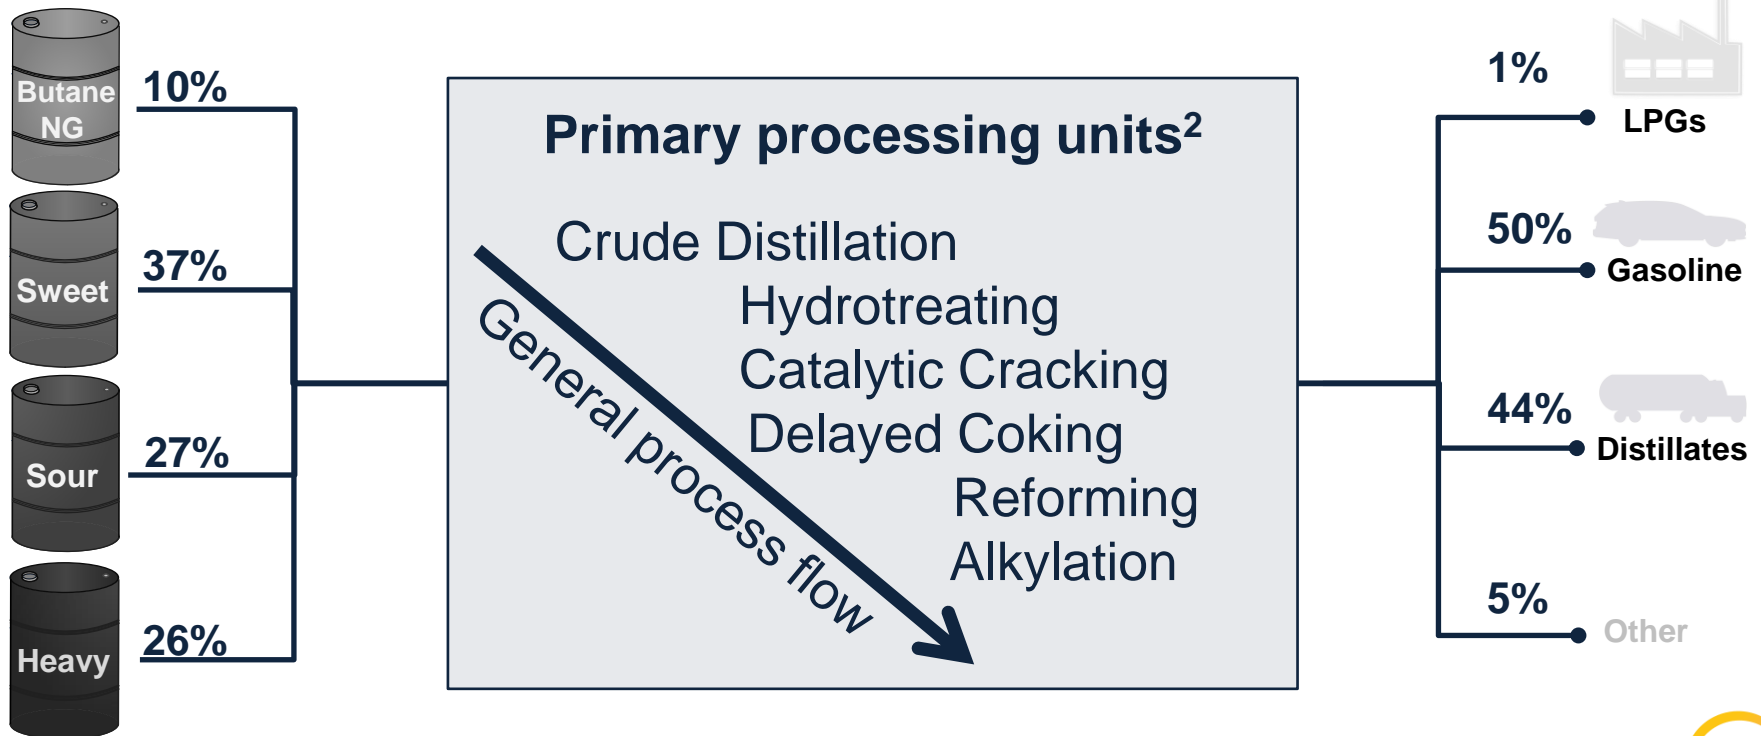 Butane
NG
10%
Sweet
37%
Sour
27%
Heavy
26%
Primary processing units²
Crude Distillation
Hydrotreating
Catalytic Cracking
Delayed Coking
Reforming
Alkylation
General process flow
1%
LPGs
50%
Gasoline
44%
Distillates
5%
Other